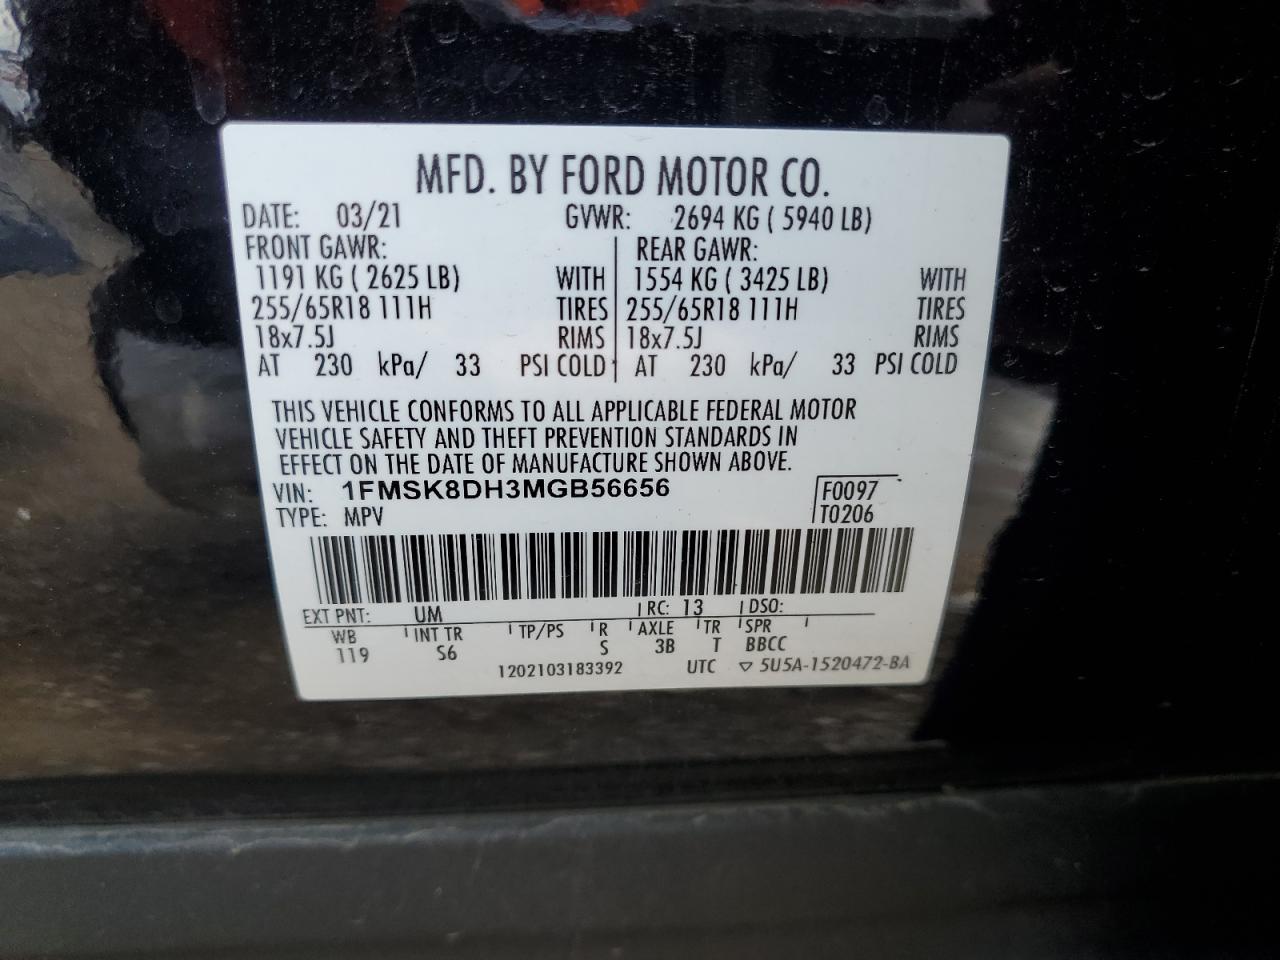 MFD. BY FORD MOTOR CO.
DATE: 03/21 GVWR: 2694 KG ( 5940 LB)
FRONT GAWR: REAR GAWR:
1191 KG ( 2625 LB) WITH 1554 KG ( 3425 LB) WITH
255/65R18 111H TIRES 255/65R18 111H TIRES
18x7.5J RIMS 18x7.5J RIMS
AT 230 kPa/ 33 PSI COLD AT 230 kPa/ 33 PSI COLD
THIS VEHICLE CONFORMS TO ALL APPLICABLE FEDERAL MOTOR
VEHICLE SAFETY AND THEFT PREVENTION STANDARDS IN
EFFECT ON THE DATE OF MANUFACTURE SHOWN ABOVE.
VIN: 1FMSK8DH3MGB56656 F0097
TYPE: MPV T0206
EXT PNT: UM RC: 13 DSO:
WB INT TR TP/PS R AXLE TR SPR
119 S6 S 3B T BBCC
1202103183392 UTC ▽ 5U5A-1520472-BA